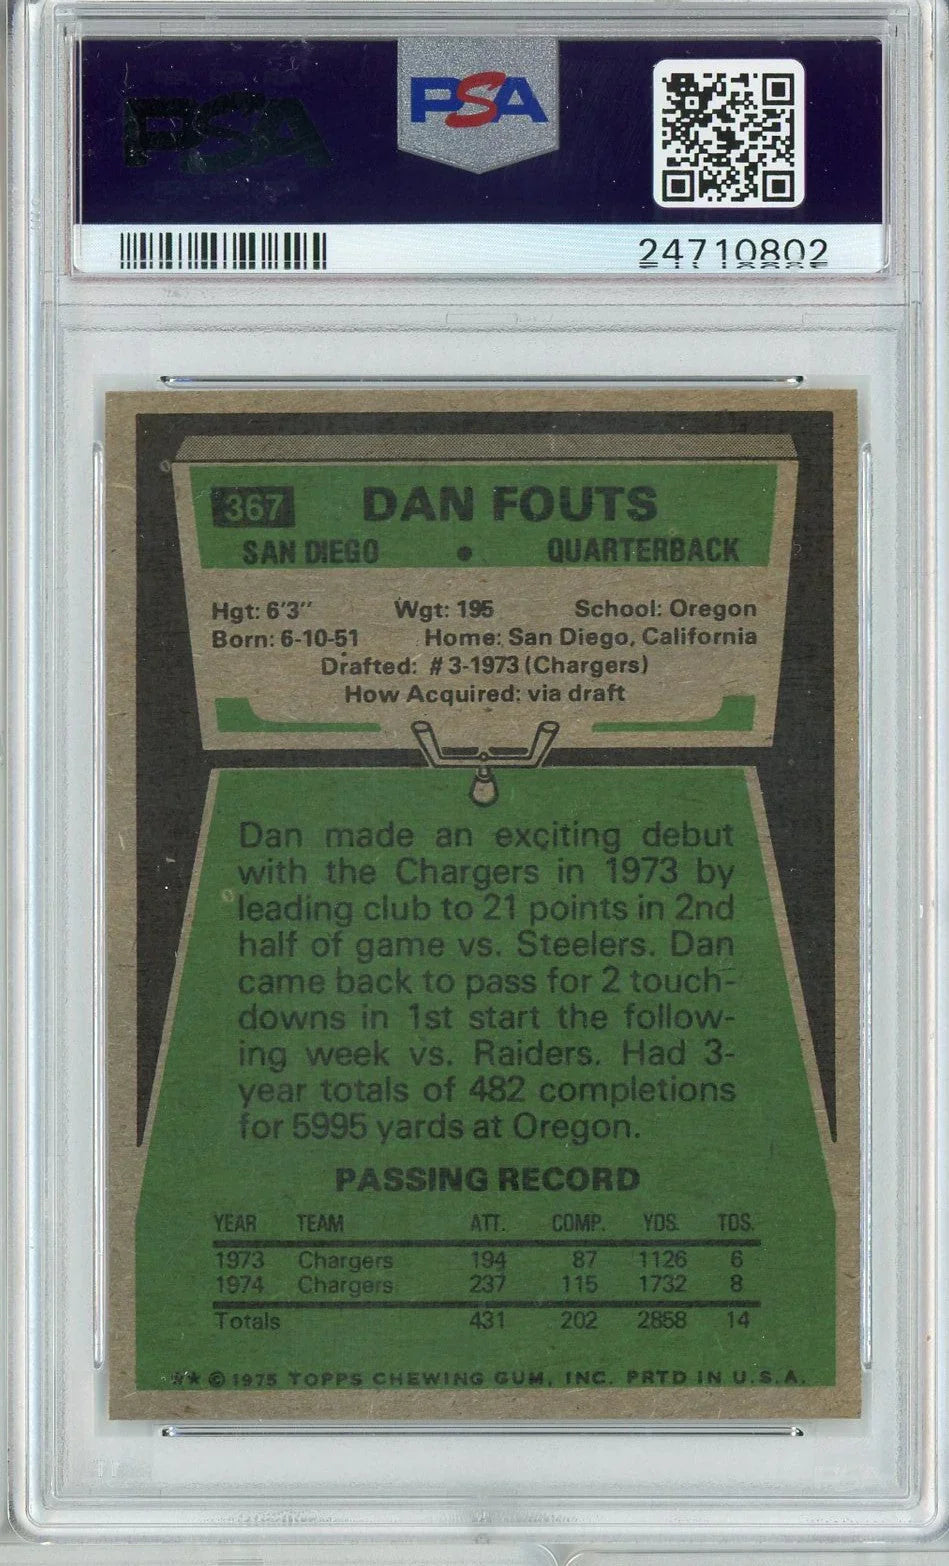 PSA
PSA
24710802
367 DAN FOUTS
SAN DIEGO • QUARTERBACK
Hgt: 6'3" Wgt: 195 School: Oregon
Born: 6-10-51 Home: San Diego, California
Drafted: #3-1973 (Chargers)
How Acquired: via draft
Dan made an exciting debut
with the Chargers in 1973 by
leading club to 21 points in 2nd
half of game vs. Steelers. Dan
came back to pass for 2 touch-
downs in 1st start the follow-
ing week vs. Raiders. Had 3-
year totals of 482 completions
for 5995 yards at Oregon.
PASSING RECORD
YEAR TEAM ATT. COMP. YDS. TDS.
1973 Chargers 194 87 1126 6
1974 Chargers 237 115 1732 8
Totals 431 202 2858 14
** © 1975 TOPPS CHEWING GUM, INC. PRTD IN U.S.A.